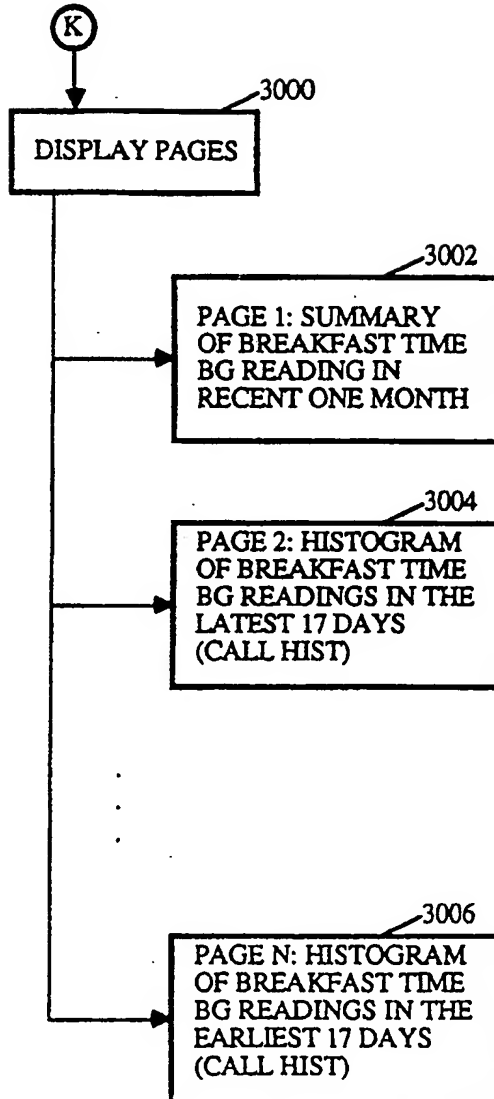 K
3000
DISPLAY PAGES
3002
PAGE 1: SUMMARY
OF BREAKFAST TIME
BG READING IN
RECENT ONE MONTH
3004
PAGE 2: HISTOGRAM
OF BREAKFAST TIME
BG READINGS IN THE
LATEST 17 DAYS
(CALL HIST)
3006
PAGE N: HISTOGRAM
OF BREAKFAST TIME
BG READINGS IN THE
EARLIEST 17 DAYS
(CALL HIST)